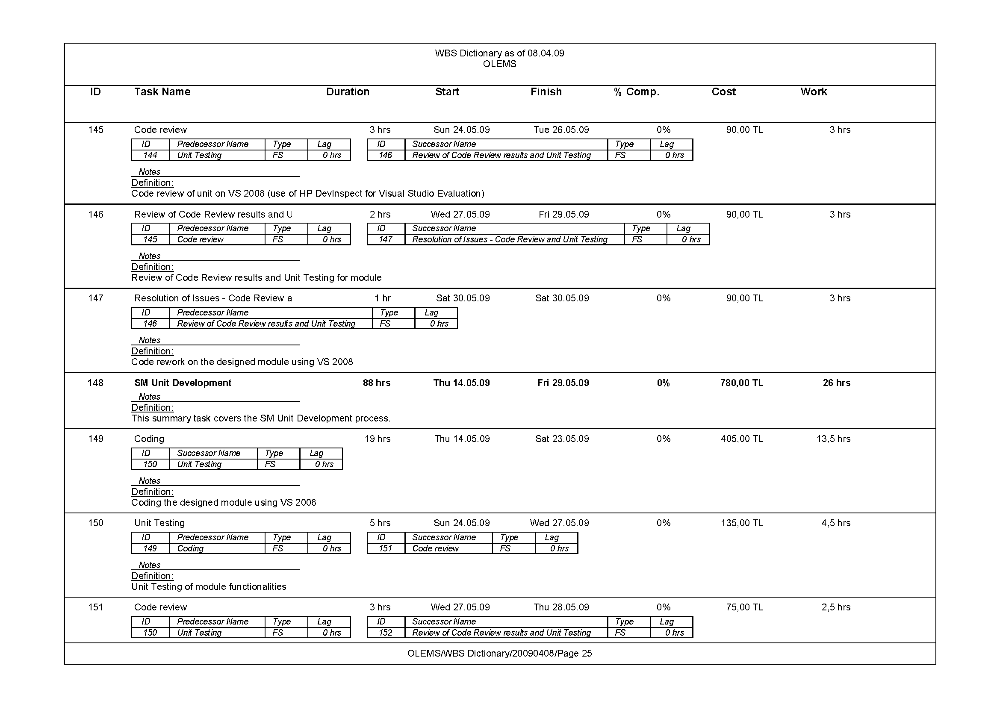 WBS Dictionary as of 08.04.09
OLEMS
ID Task Name Duration Start Finish % Comp. Cost Work
145 Code review 3 hrs Sun 24.05.09 Tue 26.05.09 0% 90,00 TL 3 hrs
ID Predecessor Name Type Lag ID Successor Name Type Lag
144 Unit Testing FS 0 hrs 146 Review of Code Review results and Unit Testing FS 0 hrs
Notes
Definition:
Code review of unit on VS 2008 (use of HP DevInspect for Visual Studio Evaluation)
146 Review of Code Review results and U 2 hrs Wed 27.05.09 Fri 29.05.09 0% 90,00 TL 3 hrs
ID Predecessor Name Type Lag ID Successor Name Type Lag
145 Code review FS 0 hrs 147 Resolution of Issues - Code Review and Unit Testing FS 0 hrs
Notes
Definition:
Review of Code Review results and Unit Testing for module
147 Resolution of Issues - Code Review a 1 hr Sat 30.05.09 Sat 30.05.09 0% 90,00 TL 3 hrs
ID Predecessor Name Type Lag
146 Review of Code Review results and Unit Testing FS 0 hrs
Notes
Definition:
Code rework on the designed module using VS 2008
148 SM Unit Development 88 hrs Thu 14.05.09 Fri 29.05.09 0% 780,00 TL 26 hrs
Notes
Definition:
This summary task covers the SM Unit Development process.
149 Coding 19 hrs Thu 14.05.09 Sat 23.05.09 0% 405,00 TL 13,5 hrs
ID Successor Name Type Lag
150 Unit Testing FS 0 hrs
Notes
Definition:
Coding the designed module using VS 2008
150 Unit Testing 5 hrs Sun 24.05.09 Wed 27.05.09 0% 135,00 TL 4,5 hrs
ID Predecessor Name Type Lag ID Successor Name Type Lag
149 Coding FS 0 hrs 151 Code review FS 0 hrs
Notes
Definition:
Unit Testing of module functionalities
151 Code review 3 hrs Wed 27.05.09 Thu 28.05.09 0% 75,00 TL 2,5 hrs
ID Predecessor Name Type Lag ID Successor Name Type Lag
150 Unit Testing FS 0 hrs 152 Review of Code Review results and Unit Testing FS 0 hrs
OLEMS/WBS Dictionary/20090408/Page 25